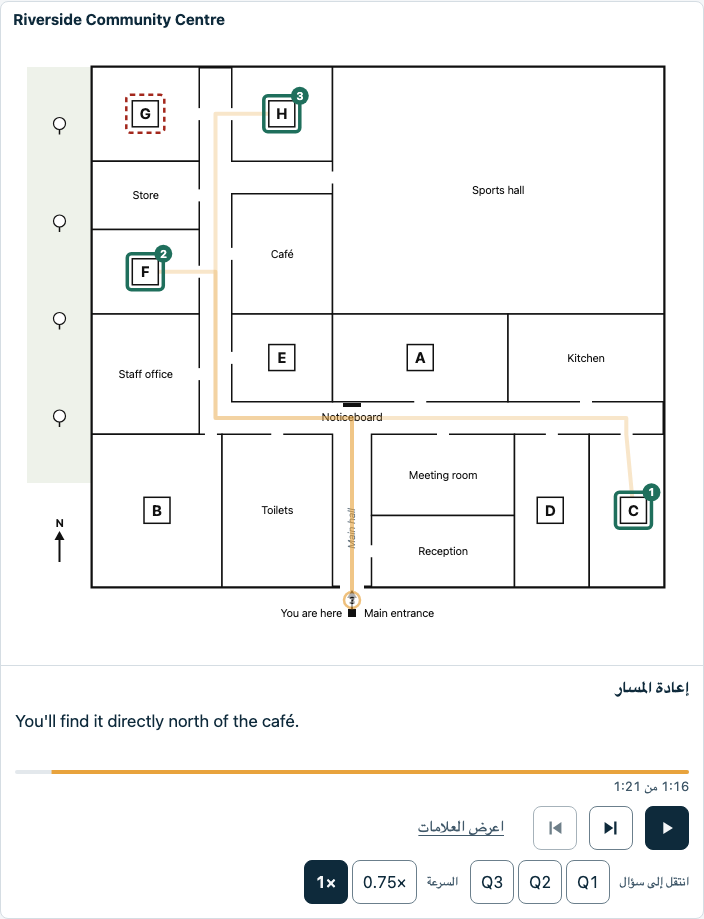 Riverside Community Centre
G
H
3
Store
Sports hall
Café
F
2
E
A
Kitchen
Staff office
Noticeboard
Meeting room
B
Toilets
D
C
1
Main hall
Reception
N
You are here
Main entrance
إعادة المسار
You'll find it directly north of the café.
1:16 من 1:21
اعرض العلامات
انتقل إلى سؤال
Q1
Q2
Q3
السرعة
0.75×
1×